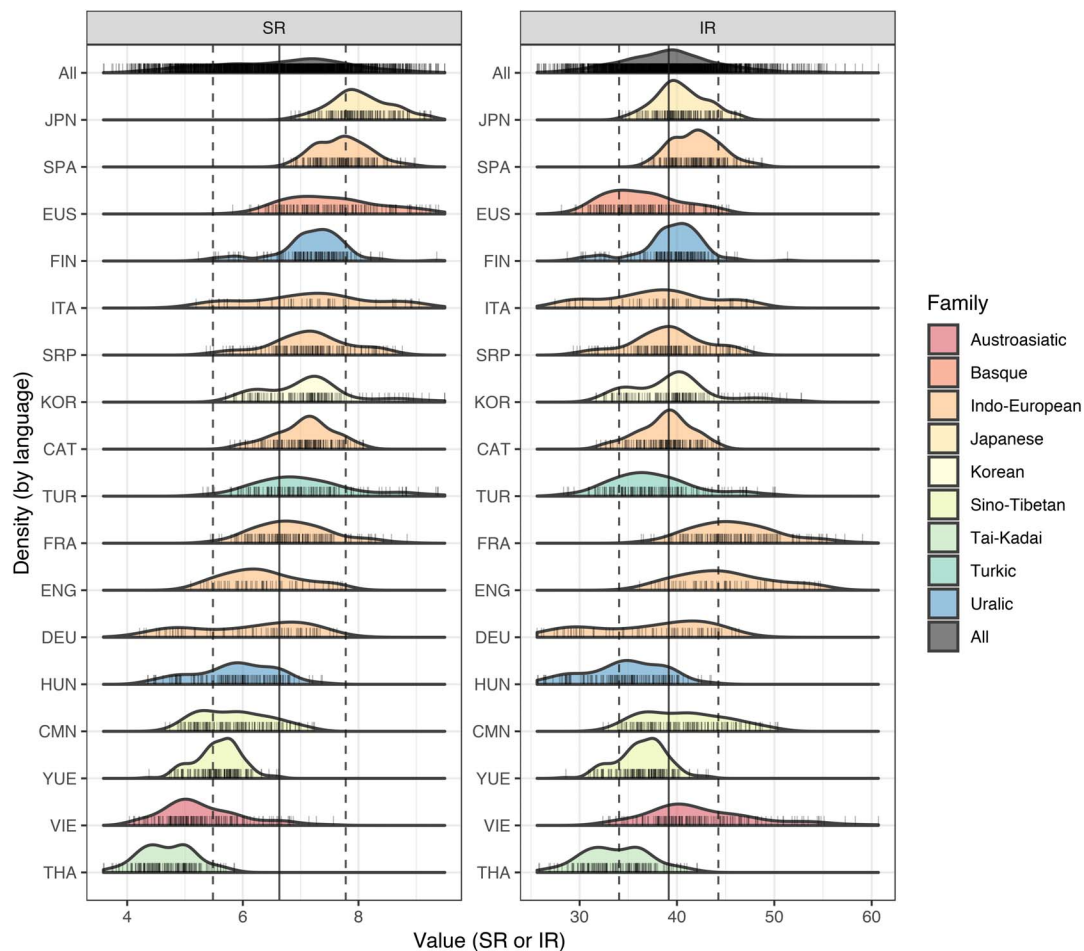 SR
IR
All
JPN
SPA
EUS
FIN
ITA
SRP
KOR
CAT
TUR
FRA
ENG
DEU
HUN
CMN
YUE
VIE
THA
All
JPN
SPA
EUS
FIN
ITA
SRP
KOR
CAT
TUR
FRA
ENG
DEU
HUN
CMN
YUE
VIE
THA
4 6 8
30 40 50 60
Value (SR or IR)
Density (by language)
Family
Austroasiatic
Basque
Indo-European
Japanese
Korean
Sino-Tibetan
Tai-Kadai
Turkic
Uralic
All